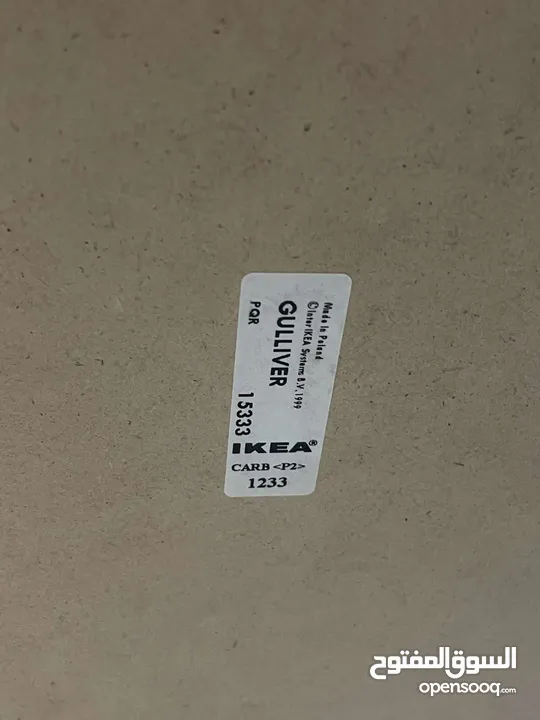 Made in Poland
©Inter IKEA Systems B.V. 1999
GULLIVER
PQR
15333
IKEA®
CARB <P2>
1233
السوق المفتوح
opensooq.com